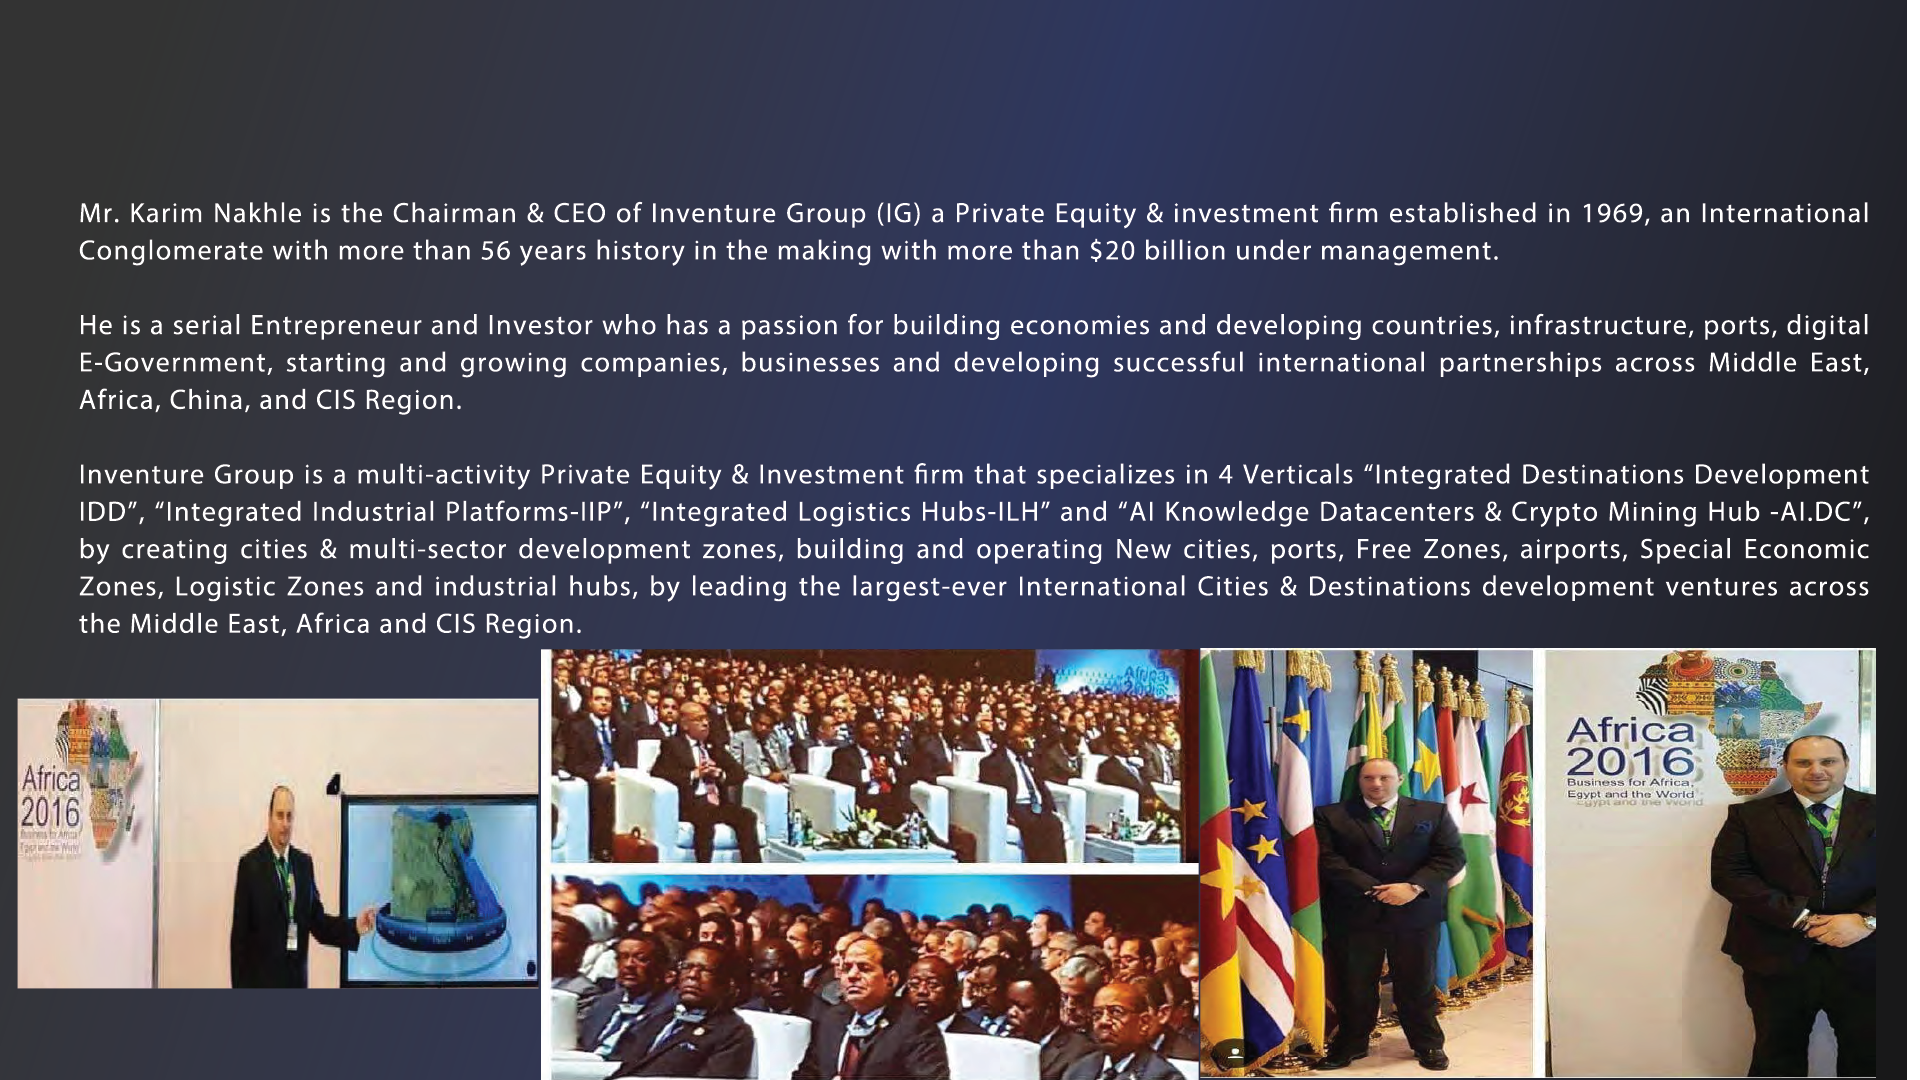 Mr. Karim Nakhle is the Chairman & CEO of Inventure Group (IG) a Private Equity & investment firm established in 1969, an International
Conglomerate with more than 56 years history in the making with more than $20 billion under management.
He is a serial Entrepreneur and Investor who has a passion for building economies and developing countries, infrastructure, ports, digital
E-Government, starting and growing companies, businesses and developing successful international partnerships across Middle East,
Africa, China, and CIS Region.
Inventure Group is a multi-activity Private Equity & Investment firm that specializes in 4 Verticals “Integrated Destinations Development
IDD”, “Integrated Industrial Platforms-IIP”, “Integrated Logistics Hubs-ILH” and “AI Knowledge Datacenters & Crypto Mining Hub -AI.DC”,
by creating cities & multi-sector development zones, building and operating New cities, ports, Free Zones, airports, Special Economic
Zones, Logistic Zones and industrial hubs, by leading the largest-ever International Cities & Destinations development ventures across
the Middle East, Africa and CIS Region.
Africa
2016
Business for Africa,
Egypt and the World
Africa
Africa
2016
Business for Africa,
Egypt and the World